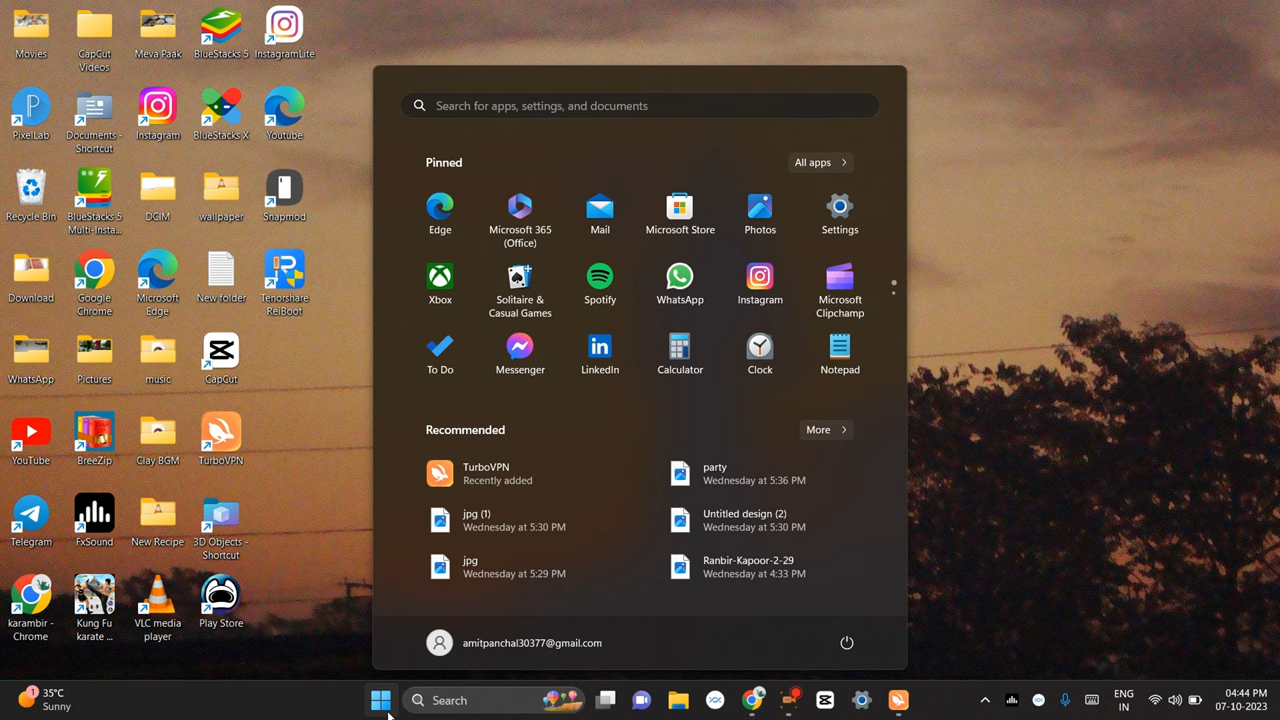 Movies
CapCut
Videos
Meva Paak
BlueStacks 5
InstagramLite
PixelLab
Documents -
Shortcut
Instagram
BlueStacks X
Youtube
Recycle Bin
BlueStacks 5
Multi-Insta...
DCIM
wallpaper
Snapmod
Download
Google
Chrome
Microsoft
Edge
New folder
Tenorshare
ReiBoot
WhatsApp
Pictures
music
CapCut
YouTube
BreeZip
Clay BGM
TurboVPN
Telegram
FxSound
New Recipe
3D Objects -
Shortcut
karambir -
Chrome
Kung Fu
karate ...
VLC media
player
Play Store
Search for apps, settings, and documents
Pinned
All apps
Edge
Microsoft 365
(Office)
Mail
Microsoft Store
Photos
Settings
Xbox
Solitaire &
Casual Games
Spotify
WhatsApp
Instagram
Microsoft
Clipchamp
To Do
Messenger
LinkedIn
Calculator
Clock
Notepad
Recommended
More
TurboVPN
Recently added
party
Wednesday at 5:36 PM
jpg (1)
Wednesday at 5:30 PM
Untitled design (2)
Wednesday at 5:30 PM
jpg
Wednesday at 5:29 PM
Ranbir-Kapoor-2-29
Wednesday at 4:33 PM
amitpanchal30377@gmail.com
1
35°C
Sunny
Search
ENG
IN
04:44 PM
07-10-2023